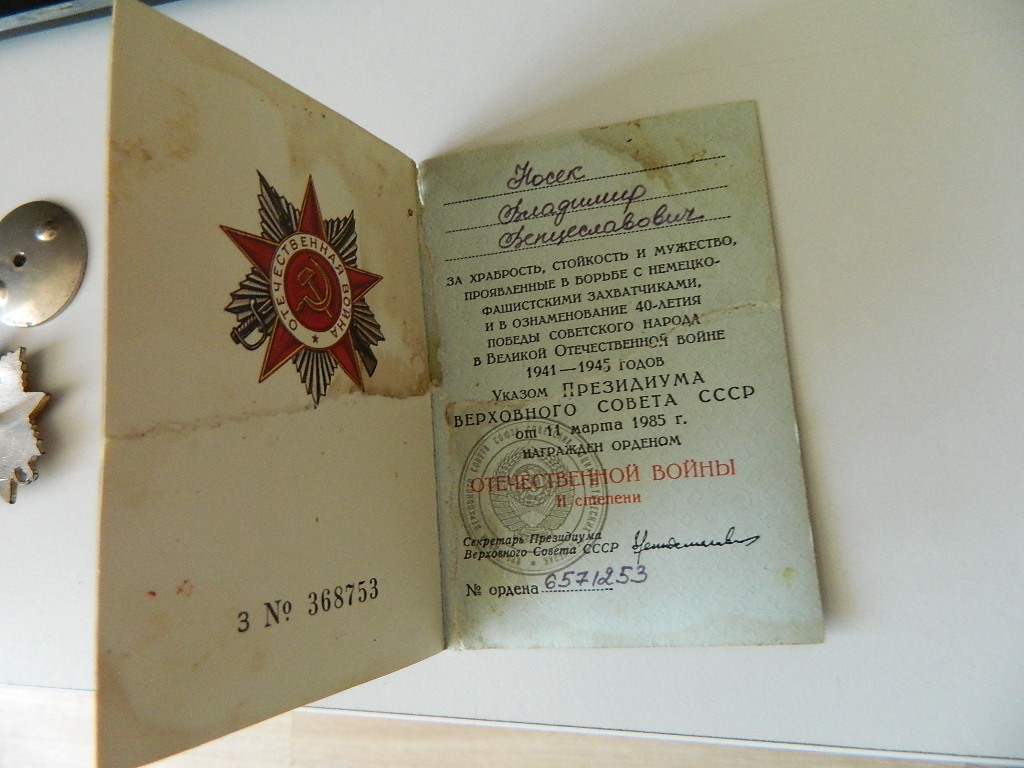 ОТЕЧЕСТВЕННАЯ ВОЙНА
З № 368753
Носек
Владимир
Венцеславович
ЗА ХРАБРОСТЬ, СТОЙКОСТЬ И МУЖЕСТВО,
ПРОЯВЛЕННЫЕ В БОРЬБЕ С НЕМЕЦКО-
ФАШИСТСКИМИ ЗАХВАТЧИКАМИ,
И В ОЗНАМЕНОВАНИЕ 40-ЛЕТИЯ
ПОБЕДЫ СОВЕТСКОГО НАРОДА
В ВЕЛИКОЙ ОТЕЧЕСТВЕННОЙ ВОЙНЕ
1941—1945 ГОДОВ
УКАЗОМ ПРЕЗИДИУМА
ВЕРХОВНОГО СОВЕТА СССР
от 11 марта 1985 г.
НАГРАЖДЕН ОРДЕНОМ
ОТЕЧЕСТВЕННОЙ ВОЙНЫ
II степени
Секретарь Президиума
Верховного Совета СССР
№ ордена 6571253